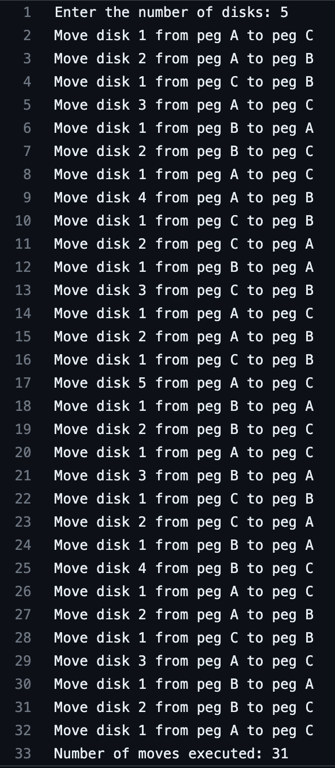 1 Enter the number of disks: 5
2 Move disk 1 from peg A to peg C
3 Move disk 2 from peg A to peg B
4 Move disk 1 from peg C to peg B
5 Move disk 3 from peg A to peg C
6 Move disk 1 from peg B to peg A
7 Move disk 2 from peg B to peg C
8 Move disk 1 from peg A to peg C
9 Move disk 4 from peg A to peg B
10 Move disk 1 from peg C to peg B
11 Move disk 2 from peg C to peg A
12 Move disk 1 from peg B to peg A
13 Move disk 3 from peg C to peg B
14 Move disk 1 from peg A to peg C
15 Move disk 2 from peg A to peg B
16 Move disk 1 from peg C to peg B
17 Move disk 5 from peg A to peg C
18 Move disk 1 from peg B to peg A
19 Move disk 2 from peg B to peg C
20 Move disk 1 from peg A to peg C
21 Move disk 3 from peg B to peg A
22 Move disk 1 from peg C to peg B
23 Move disk 2 from peg C to peg A
24 Move disk 1 from peg B to peg A
25 Move disk 4 from peg B to peg C
26 Move disk 1 from peg A to peg C
27 Move disk 2 from peg A to peg B
28 Move disk 1 from peg C to peg B
29 Move disk 3 from peg A to peg C
30 Move disk 1 from peg B to peg A
31 Move disk 2 from peg B to peg C
32 Move disk 1 from peg A to peg C
33 Number of moves executed: 31